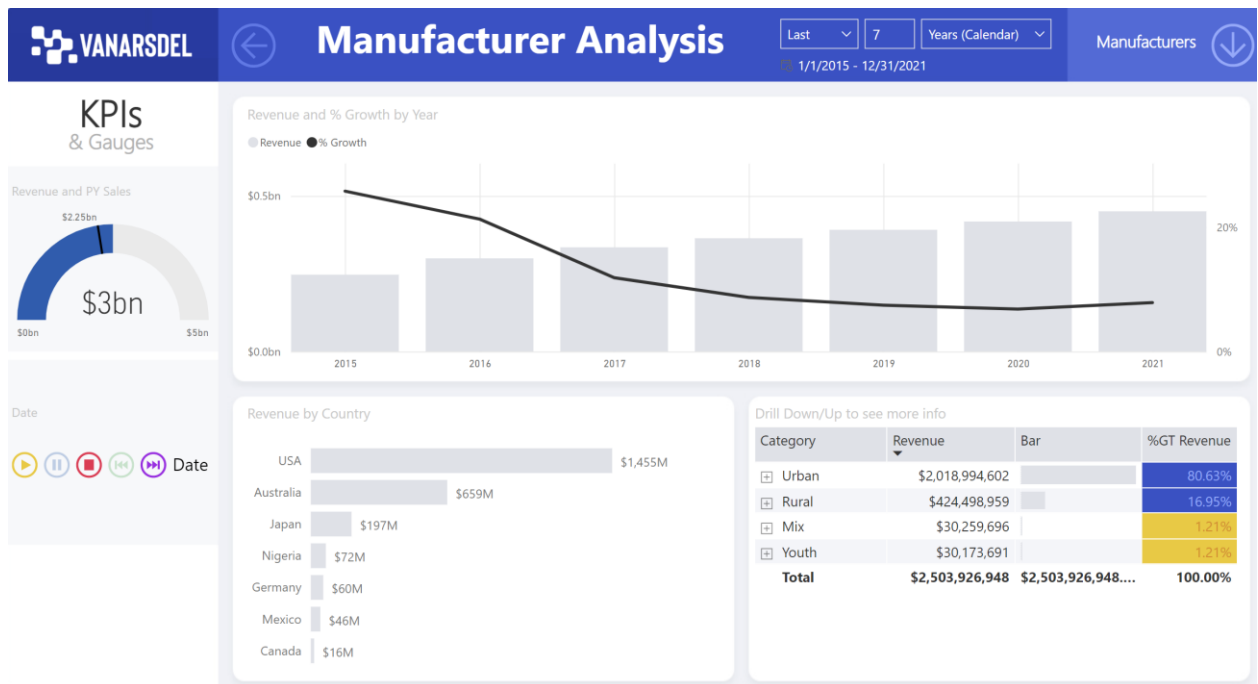 VANARSDEL
Manufacturer Analysis
Last 7 Years (Calendar)
1/1/2015 - 12/31/2021
Manufacturers
KPIs
& Gauges
Revenue and PY Sales
$2.25bn
$3bn
$0bn $5bn
Date
Date
Revenue and % Growth by Year
Revenue % Growth
$0.5bn
20%
$0.0bn 0%
2015 2016 2017 2018 2019 2020 2021
Revenue by Country
USA $1,455M
Australia $659M
Japan $197M
Nigeria $72M
Germany $60M
Mexico $46M
Canada $16M
Drill Down/Up to see more info
Category Revenue Bar %GT Revenue
Urban $2,018,994,602 80.63%
Rural $424,498,959 16.95%
Mix $30,259,696 1.21%
Youth $30,173,691 1.21%
Total $2,503,926,948 $2,503,926,948.... 100.00%